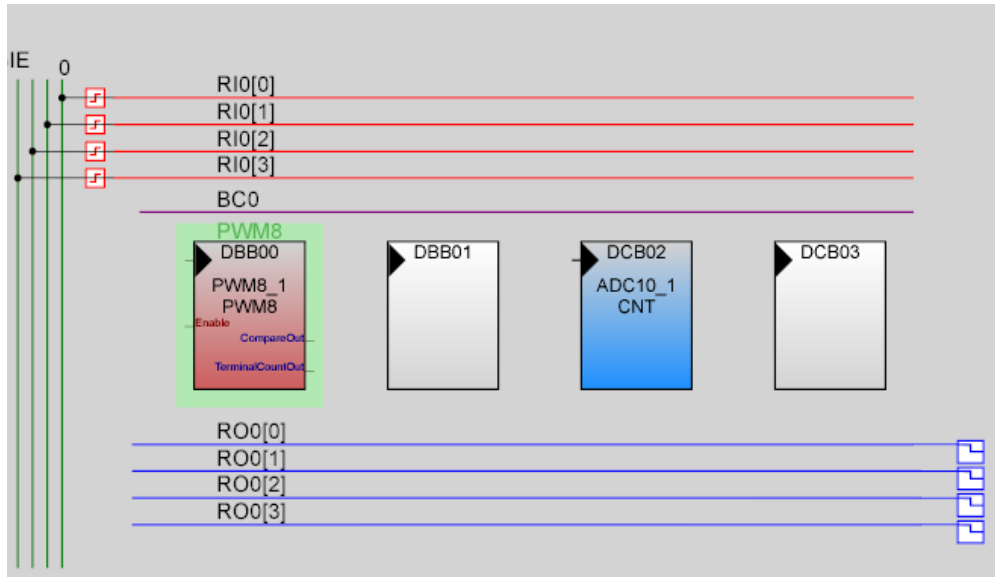 IE
0
RI0[0]
RI0[1]
RI0[2]
RI0[3]
BC0
PWM8
DBB00
PWM8_1
PWM8
Enable
CompareOut
TerminalCountOut
DBB01
DCB02
ADC10_1
CNT
DCB03
RO0[0]
RO0[1]
RO0[2]
RO0[3]